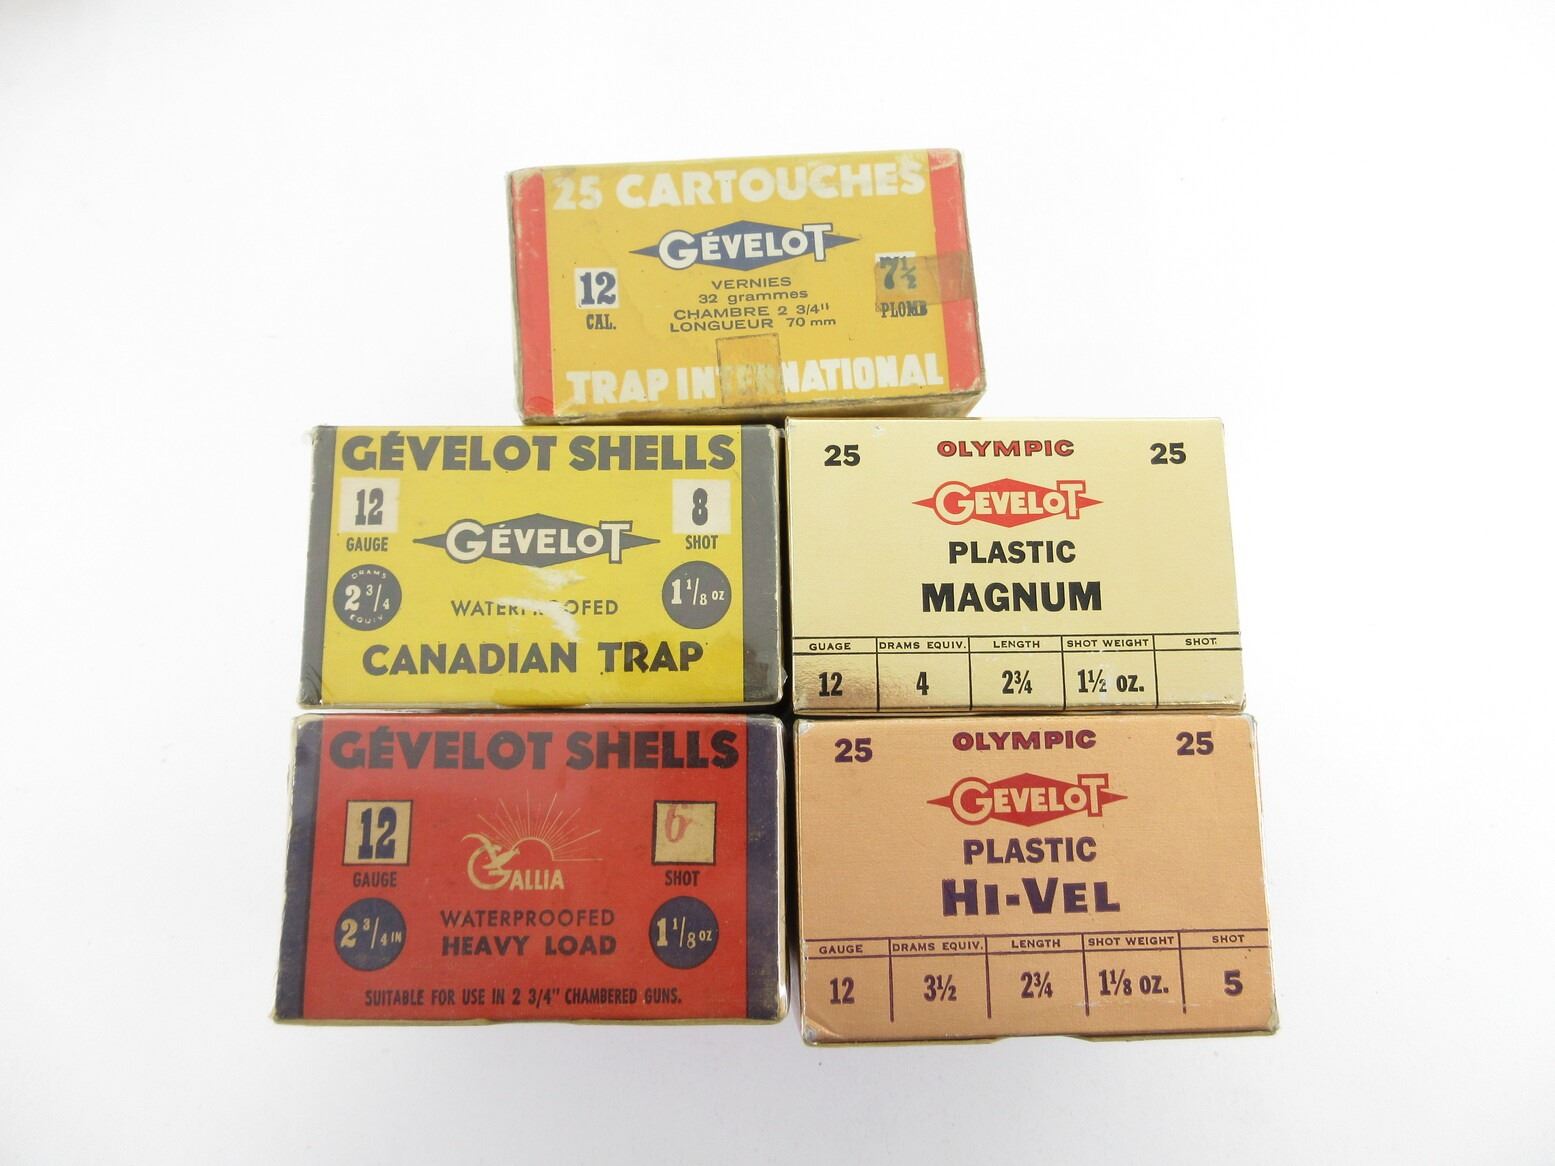 25 CARTOUCHES
GÉVELOT
12
CAL.
VERNIES
32 grammes
CHAMBRE 2 3/4"
LONGUEUR 70 mm
7½
PLOMB
TRAP INTERNATIONAL
GÉVELOT SHELLS
12
GAUGE
GÉVELOT
8
SHOT
DRAMS
2 3/4
EQUIV
WATERPROOFED
1 1/8 OZ
CANADIAN TRAP
25 OLYMPIC 25
GEVELOT
PLASTIC
MAGNUM
GUAGE DRAMS EQUIV. LENGTH SHOT WEIGHT SHOT
12 4 2¾ 1½ OZ.
GÉVELOT SHELLS
12
GAUGE
GALLIA
6
SHOT
2 3/4 IN
WATERPROOFED
HEAVY LOAD
1 1/8 OZ
SUITABLE FOR USE IN 2 3/4" CHAMBERED GUNS.
25 OLYMPIC 25
GEVELOT
PLASTIC
HI-VEL
GAUGE DRAMS EQUIV. LENGTH SHOT WEIGHT SHOT
12 3½ 2¾ 1⅛ OZ. 5